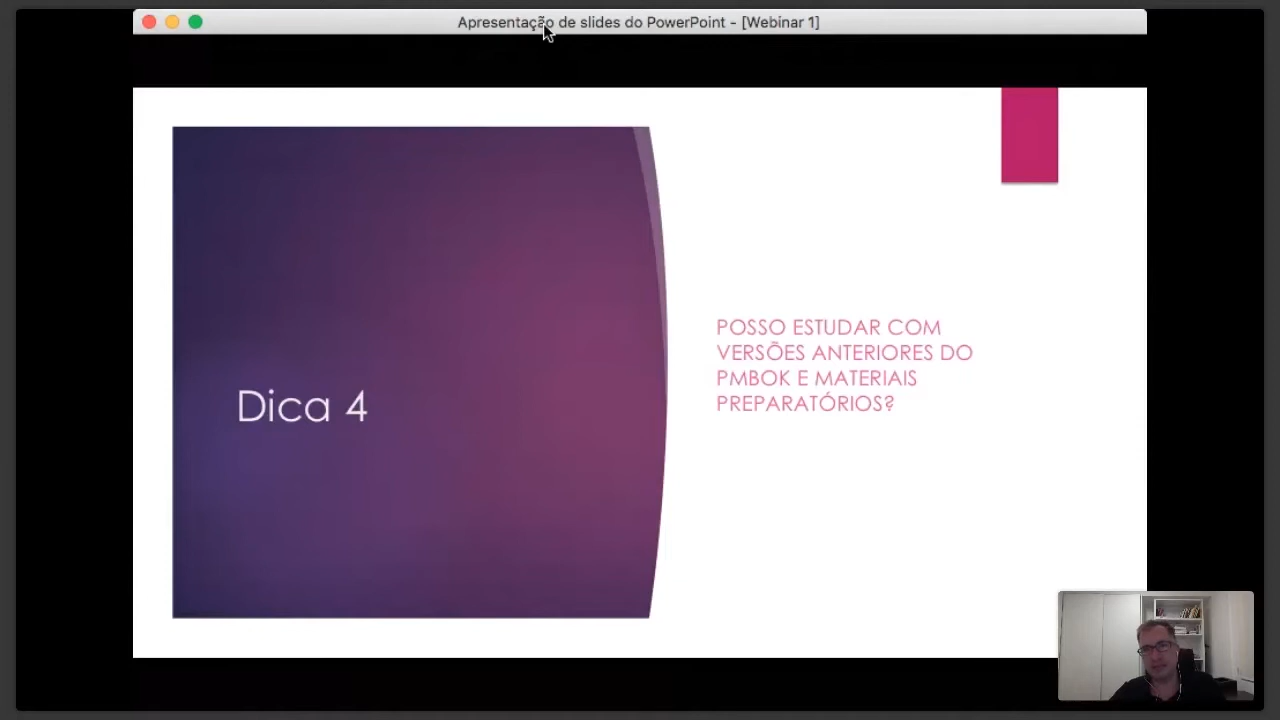 Apresentação de slides do PowerPoint - [Webinar 1]
Dica 4
POSSO ESTUDAR COM
VERSÕES ANTERIORES DO
PMBOK E MATERIAIS
PREPARATÓRIOS?